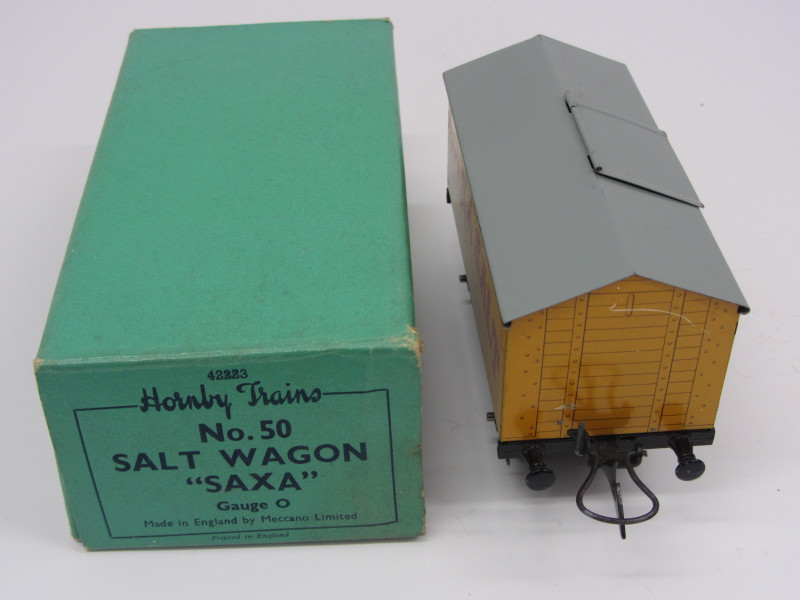 42223
Hornby Trains
No. 50
SALT WAGON
"SAXA"
Gauge O
Made in England by Meccano Limited
Printed in England